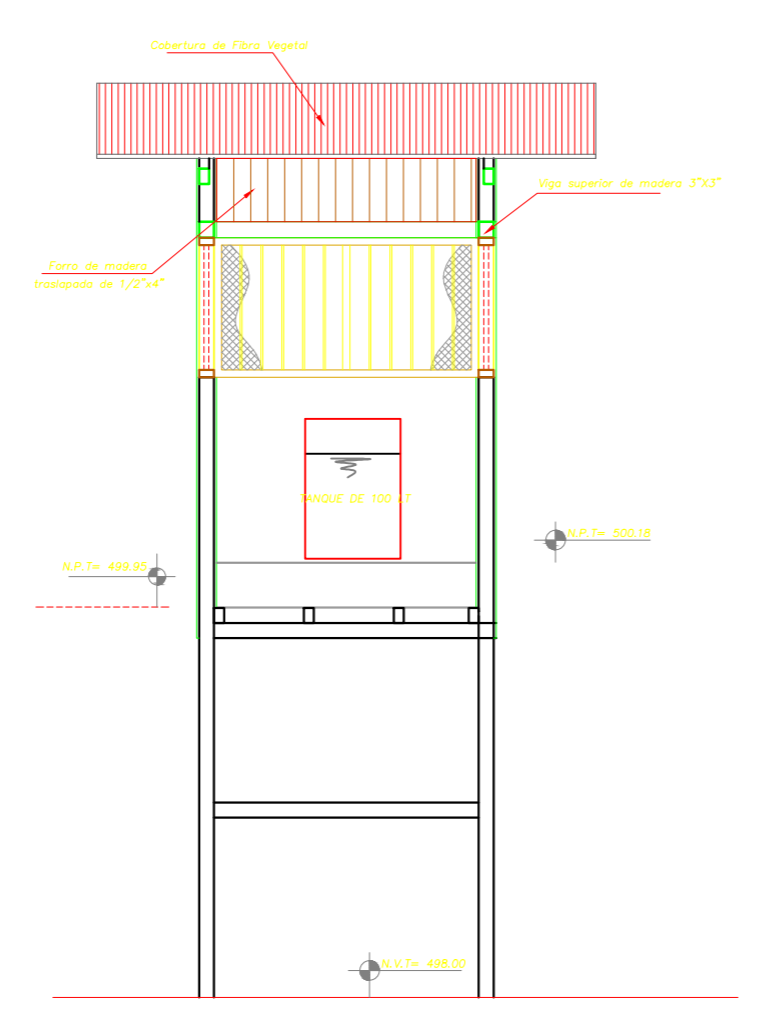 Cobertura de Fibra Vegetal
Viga superior de madera 3"X3"
Forro de madera
traslapada de 1/2"x4"
TANQUE DE 100 LT
N.P.T= 500.18
N.P.T= 499.95
N.V.T= 498.00